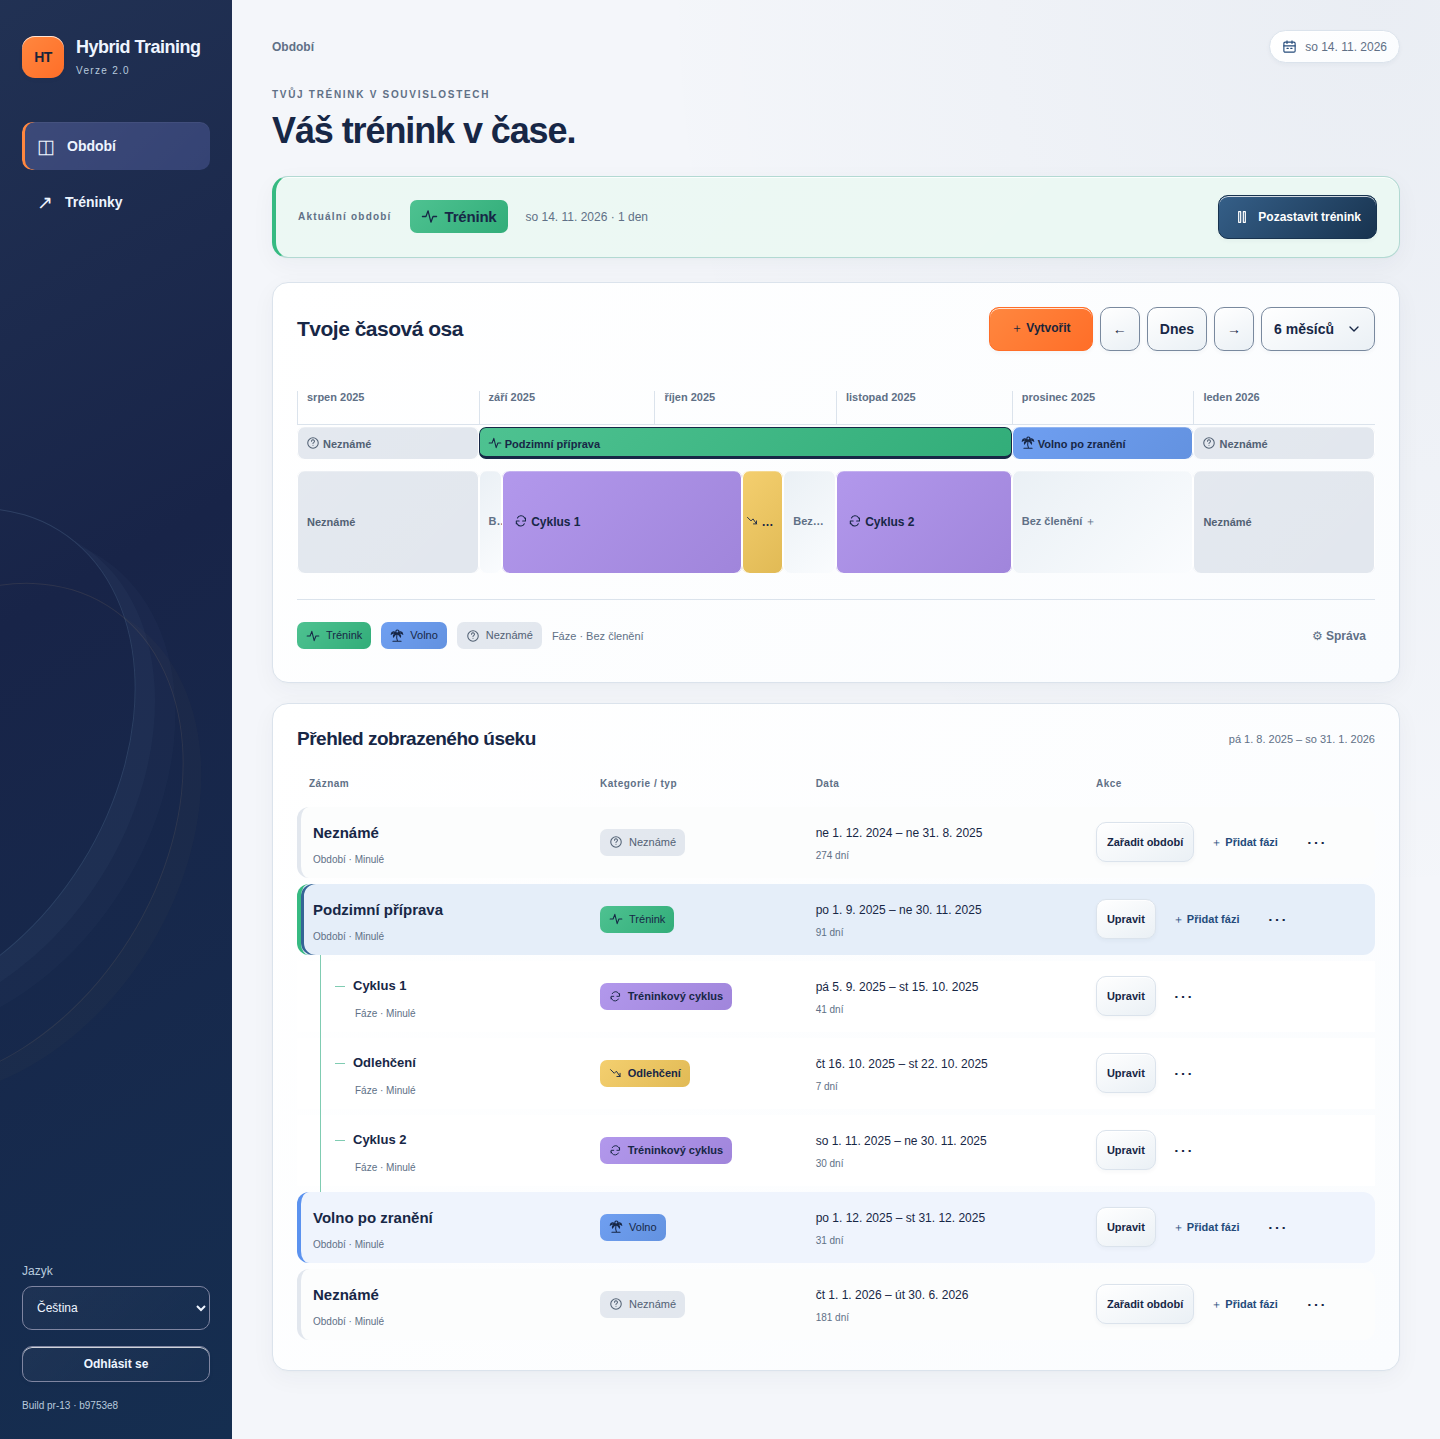 HT
Hybrid Training
Verze 2.0
Období
Tréninky
Jazyk
Čeština
Odhlásit se
Build pr-13 · b9753e8
Období
so 14. 11. 2026
TVŮJ TRÉNINK V SOUVISLOSTECH
Váš trénink v čase.
Aktuální období
Trénink
so 14. 11. 2026 · 1 den
Pozastavit trénink
Tvoje časová osa
+ Vytvořit
←
Dnes
→
6 měsíců
srpen 2025
září 2025
říjen 2025
listopad 2025
prosinec 2025
leden 2026
Neznámé
Podzimní příprava
Volno po zranění
Neznámé
Neznámé
B…
Cyklus 1
…
Bez…
Cyklus 2
Bez členění +
Neznámé
Trénink
Volno
Neznámé
Fáze · Bez členění
⚙ Správa
Přehled zobrazeného úseku
pá 1. 8. 2025 – so 31. 1. 2026
Záznam Kategorie / typ Data Akce
Neznámé
Období · Minulé
Neznámé
ne 1. 12. 2024 – ne 31. 8. 2025
274 dní
Zařadit období
+ Přidat fázi
···
Podzimní příprava
Období · Minulé
Trénink
po 1. 9. 2025 – ne 30. 11. 2025
91 dní
Upravit
+ Přidat fázi
···
Cyklus 1
Fáze · Minulé
Tréninkový cyklus
pá 5. 9. 2025 – st 15. 10. 2025
41 dní
Upravit
···
Odlehčení
Fáze · Minulé
Odlehčení
čt 16. 10. 2025 – st 22. 10. 2025
7 dní
Upravit
···
Cyklus 2
Fáze · Minulé
Tréninkový cyklus
so 1. 11. 2025 – ne 30. 11. 2025
30 dní
Upravit
···
Volno po zranění
Období · Minulé
Volno
po 1. 12. 2025 – st 31. 12. 2025
31 dní
Upravit
+ Přidat fázi
···
Neznámé
Období · Minulé
Neznámé
čt 1. 1. 2026 – út 30. 6. 2026
181 dní
Zařadit období
+ Přidat fázi
···